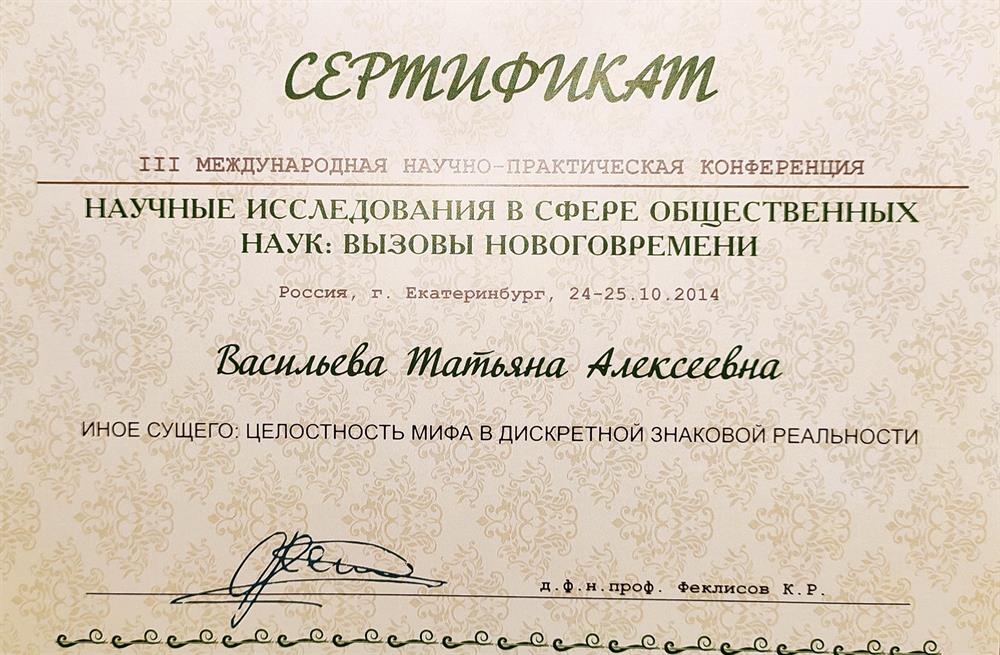 СЕРТИФИКАТ
III МЕЖДУНАРОДНАЯ НАУЧНО-ПРАКТИЧЕСКАЯ КОНФЕРЕНЦИЯ
НАУЧНЫЕ ИССЛЕДОВАНИЯ В СФЕРЕ ОБЩЕСТВЕННЫХ
НАУК: ВЫЗОВЫ НОВОГОВРЕМЕНИ
Россия, г. Екатеринбург, 24-25.10.2014
Васильева Татьяна Алексеевна
ИНОЕ СУЩЕГО: ЦЕЛОСТНОСТЬ МИФА В ДИСКРЕТНОЙ ЗНАКОВОЙ РЕАЛЬНОСТИ
д.ф.н.проф. Феклисов К.Р.